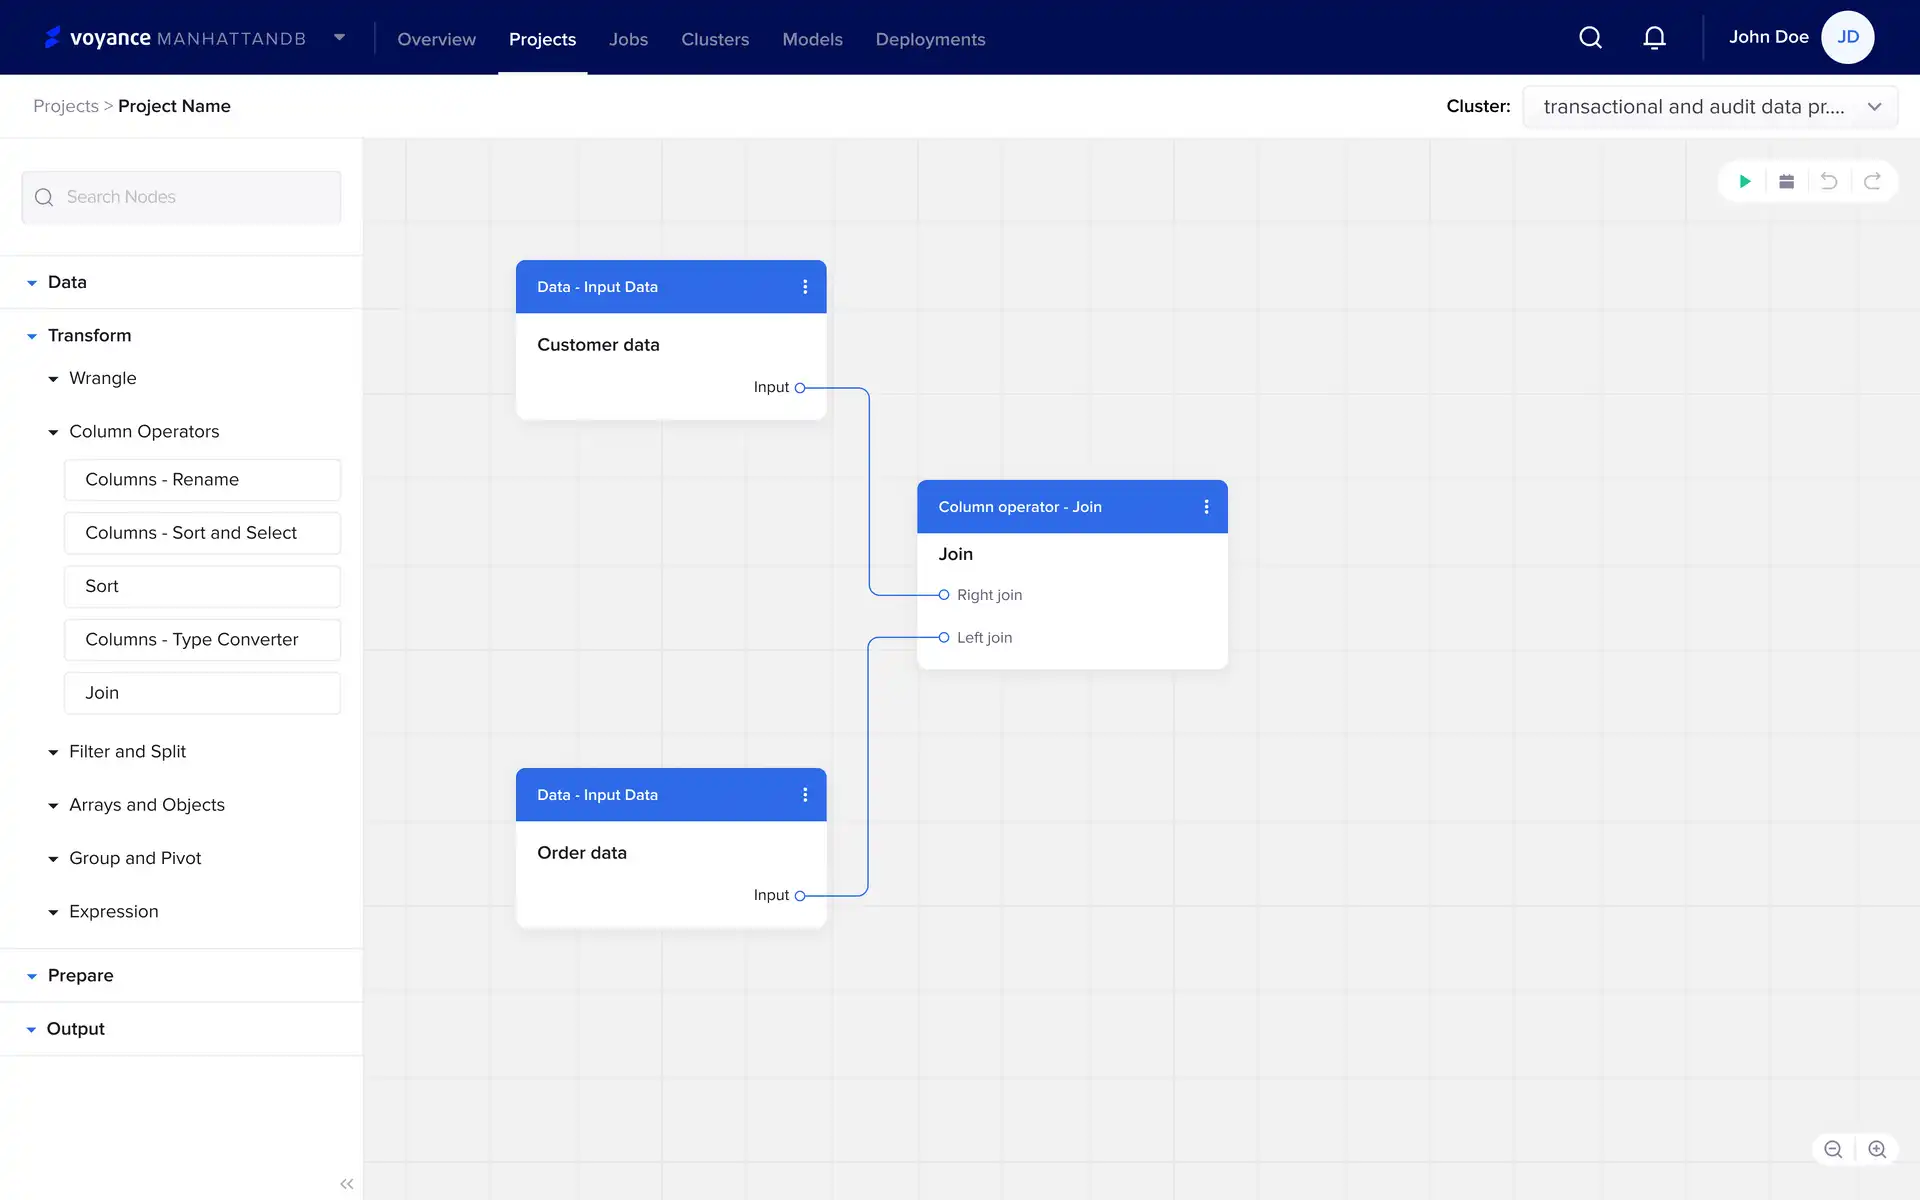 voyance MANHATTANDB
Overview
Projects
Jobs
Clusters
Models
Deployments
John Doe
JD
Projects > Project Name
Cluster:
transactional and audit data pr....
Search Nodes
Data
Transform
Wrangle
Column Operators
Columns - Rename
Columns - Sort and Select
Sort
Columns - Type Converter
Join
Filter and Split
Arrays and Objects
Group and Pivot
Expression
Prepare
Output
Data - Input Data
Customer data
Input
Column operator - Join
Join
Right join
Left join
Data - Input Data
Order data
Input